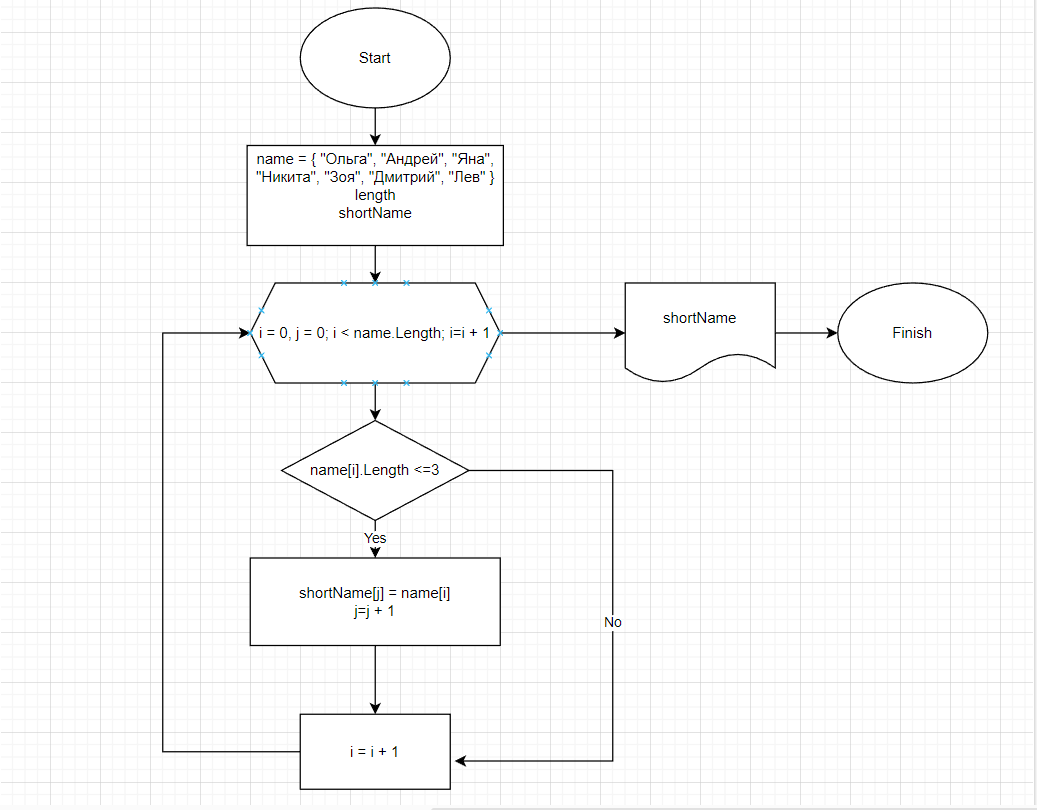 Start
name = { "Ольга", "Андрей", "Яна",
"Никита", "Зоя", "Дмитрий", "Лев" }
length
shortName
i = 0, j = 0; i < name.Length; i=i + 1
shortName
Finish
name[i].Length <=3
Yes
shortName[j] = name[i]
j=j + 1
No
i = i + 1